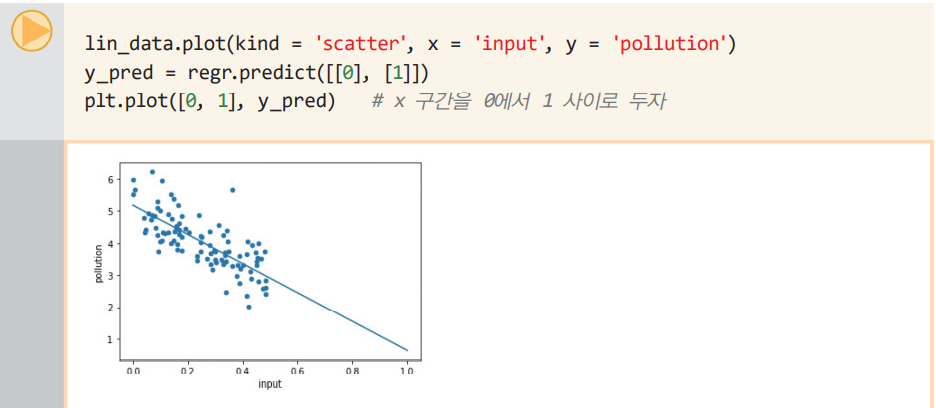 lin_data.plot(kind = 'scatter', x = 'input', y = 'pollution')
y_pred = regr.predict([[0], [1]])
plt.plot([0, 1], y_pred)   # x 구간을 0에서 1 사이로 두자
6
5
4
3
2
1
pollution
0.0 0.2 0.4 0.6 0.8 1.0
input